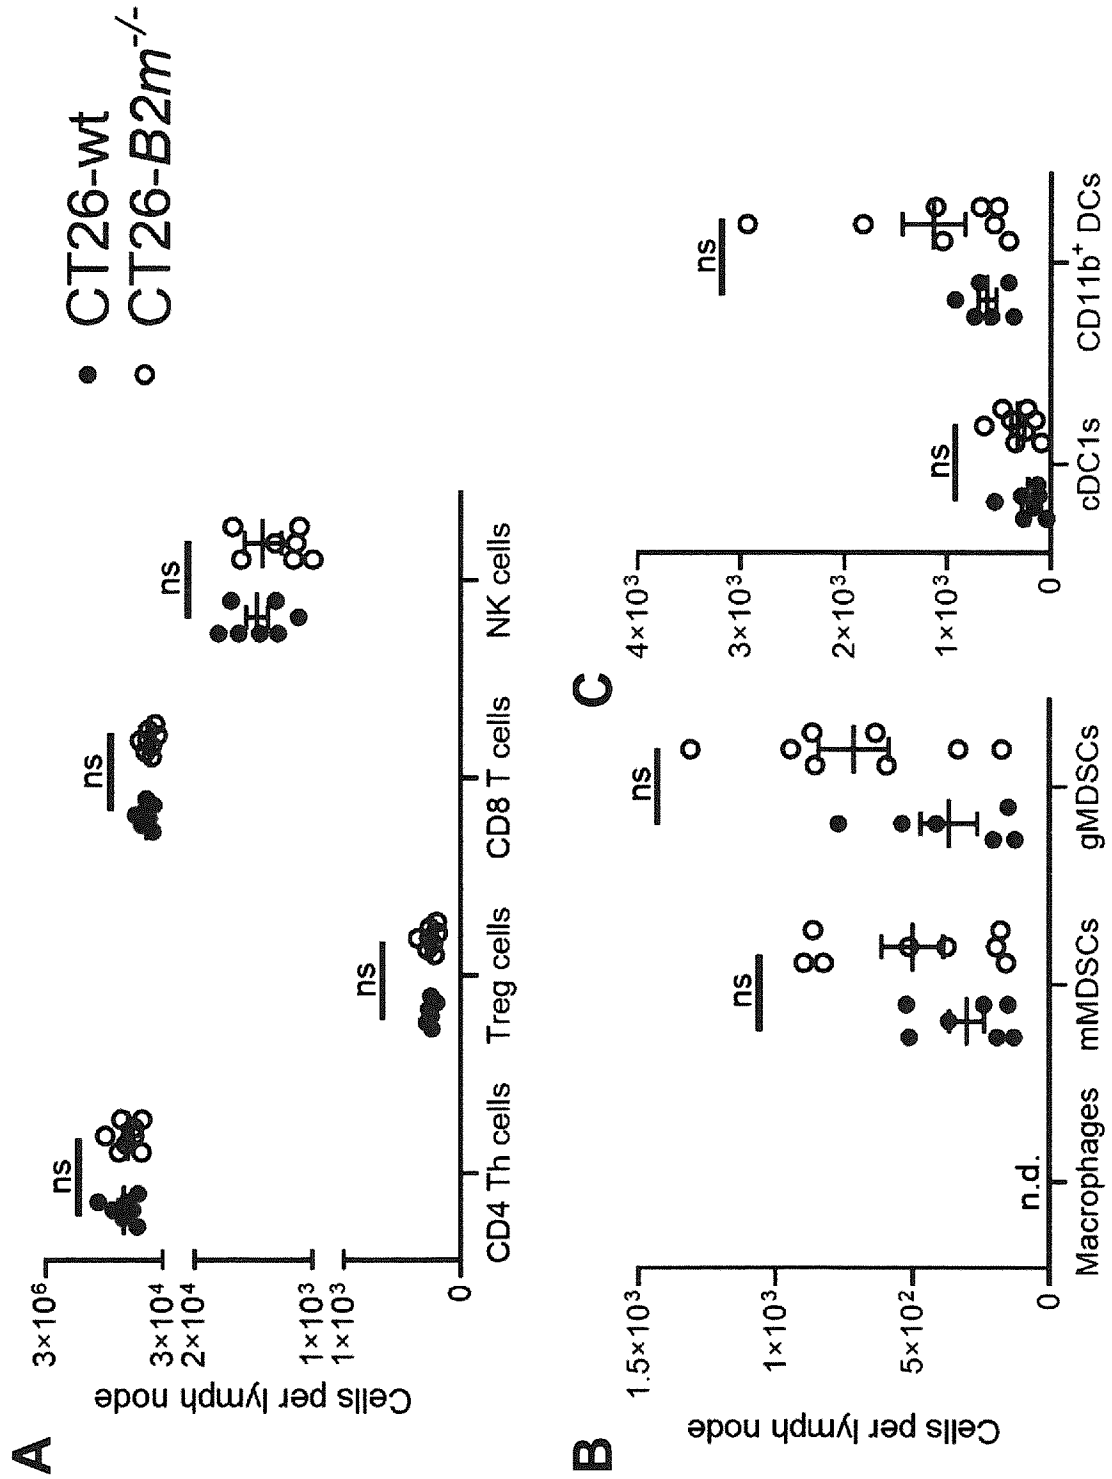 A
CT26-wt
CT26-B2m⁻/⁻
Cells per lymph node
3×10⁶
3×10⁴
2×10⁴
1×10³
1×10³
0
ns
ns
ns
ns
CD4 Th cells
Treg cells
CD8 T cells
NK cells
B
Cells per lymph node
1.5×10³
1×10³
5×10²
0
n.d.
ns
ns
Macrophages
mMDSCs
gMDSCs
C
4×10³
3×10³
2×10³
1×10³
0
ns
ns
cDC1s
CD11b⁺ DCs